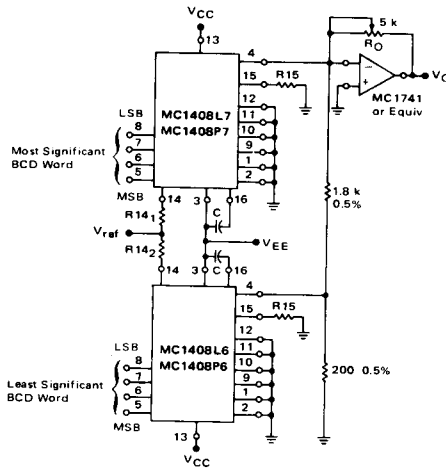 VCC
13
4
5 k
RO
VO
MC1741
or Equiv
15
R15
12
11
10
9
1
2
MC1408L7
MC1408P7
LSB
8
7
6
5
MSB
Most Significant
BCD Word
14
3
16
R14₁
C
1.8 k
0.5%
Vref
VEE
R14₂
C
14
3
16
4
15
R15
12
11
10
9
1
2
MC1408L6
MC1408P6
LSB
8
7
6
5
MSB
Least Significant
BCD Word
200 0.5%
13
VCC